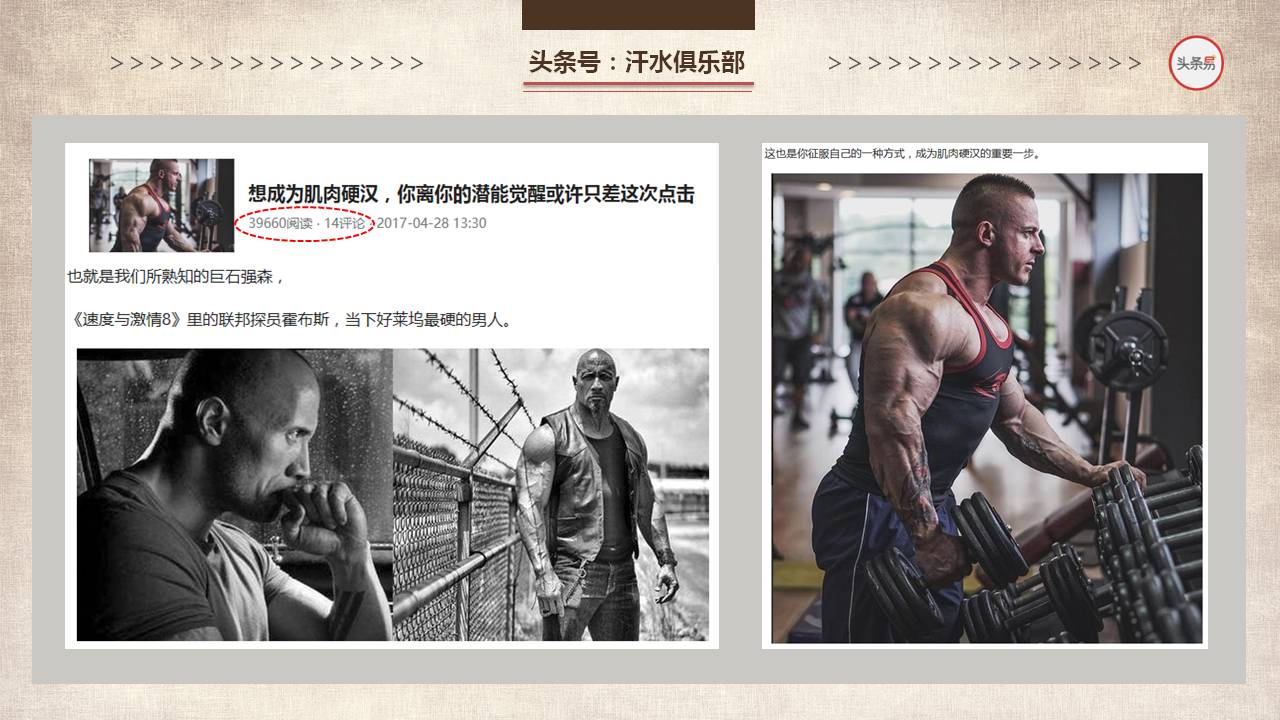 >>>>>>>>>>>>>>>> 头条号：汗水俱乐部 >>>>>>>>>>>>>>>>
头条易
想成为肌肉硬汉，你离你的潜能觉醒或许只差这次点击
39660阅读 · 14评论 · 2017-04-28 13:30
也就是我们所熟知的巨石强森，
《速度与激情8》里的联邦探员霍布斯，当下好莱坞最硬的男人。
这也是你征服自己的一种方式，成为肌肉硬汉的重要一步。